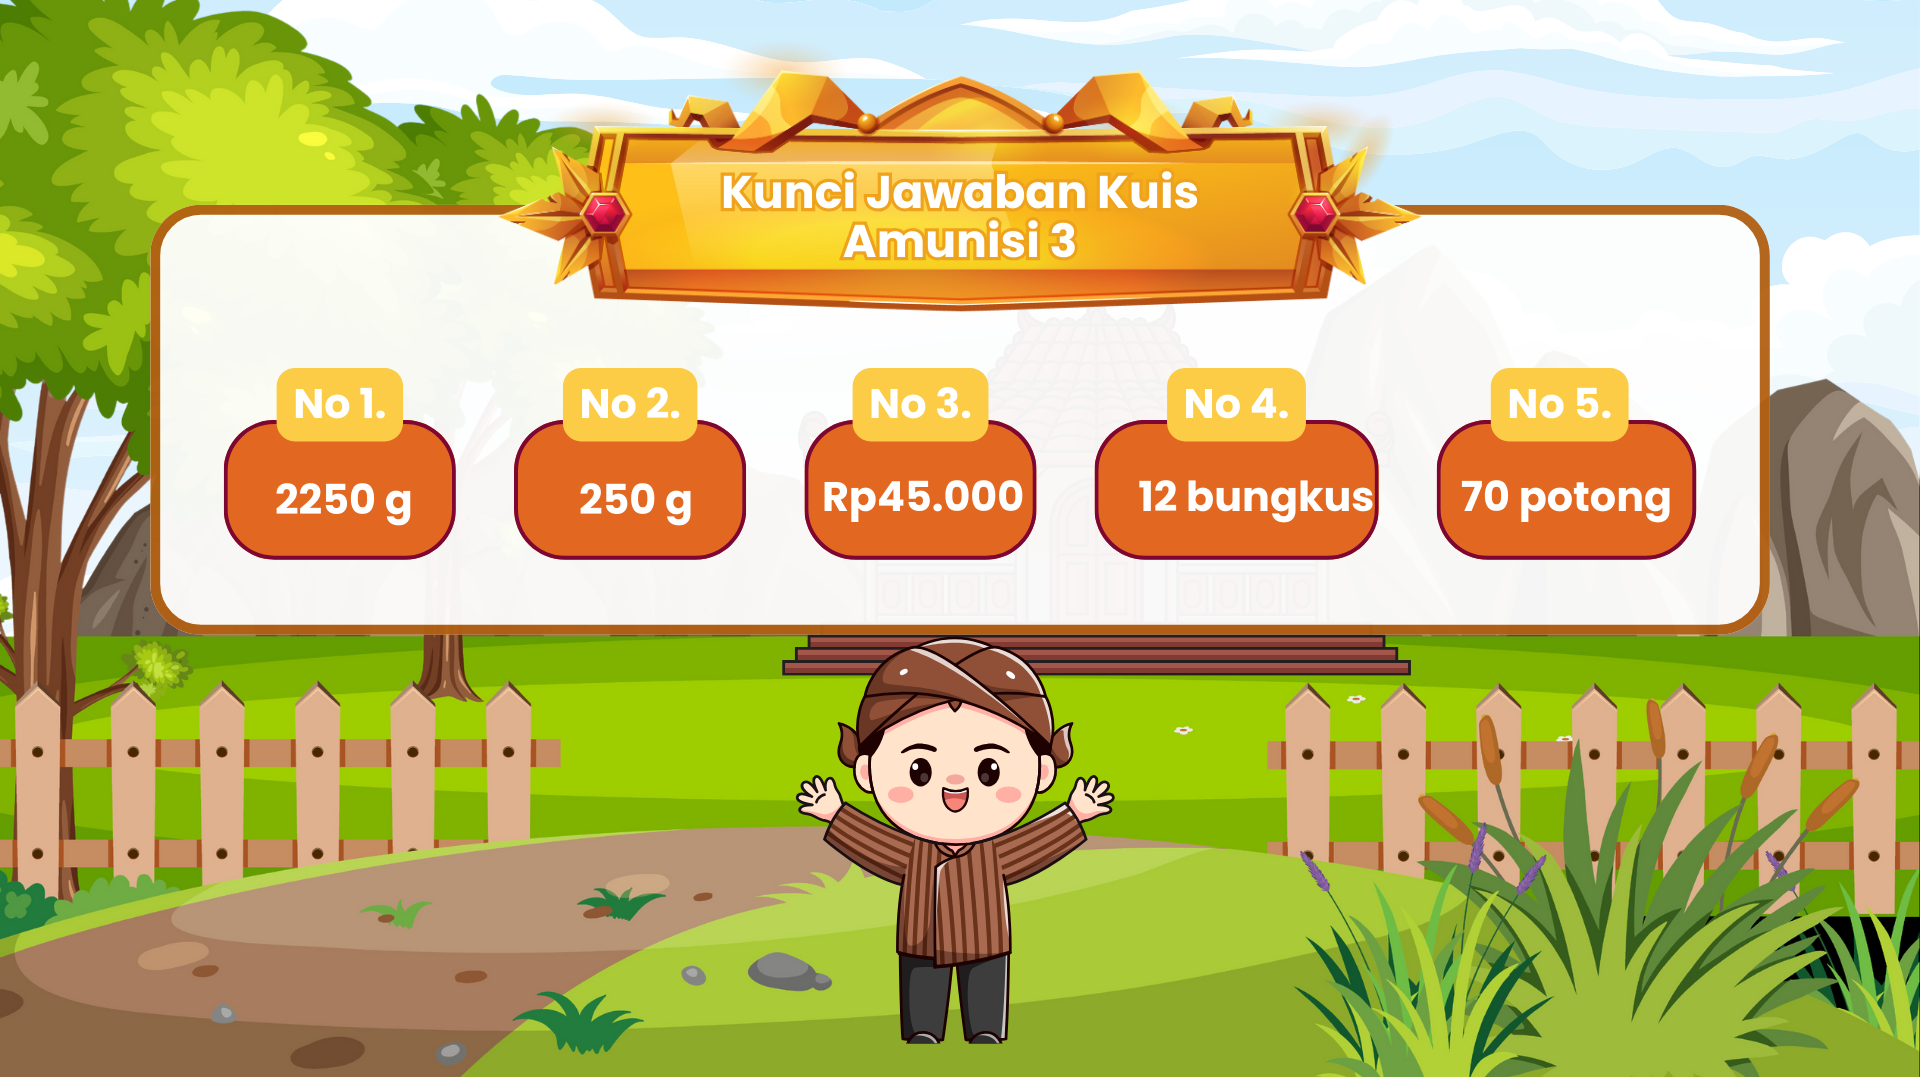 Kunci Jawaban Kuis
Amunisi 3
No 1.
2250 g
No 2.
250 g
No 3.
Rp45.000
No 4.
12 bungkus
No 5.
70 potong